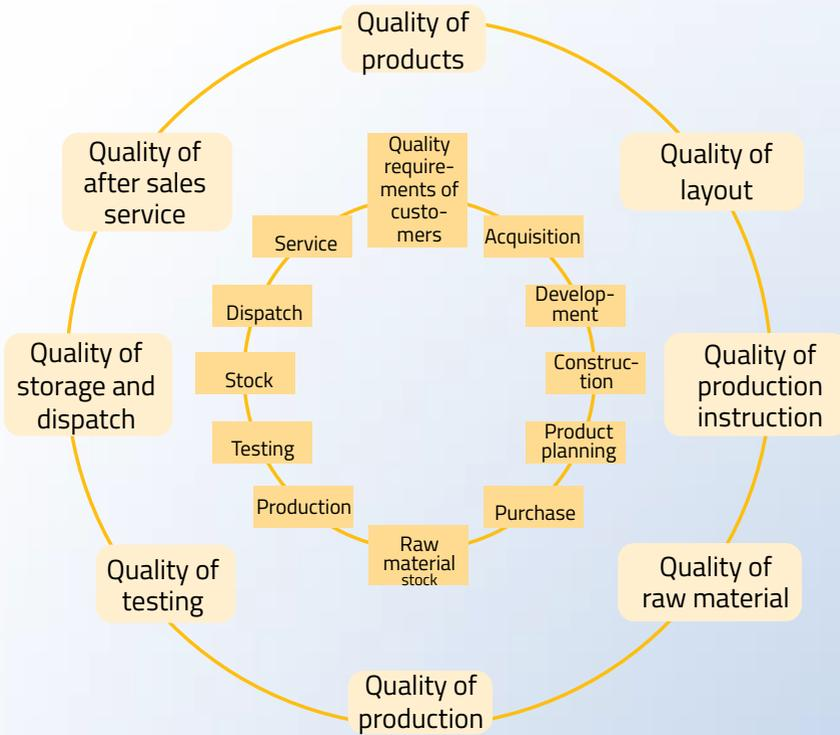 Quality of
products
Quality of
layout
Quality of
production
instruction
Quality of
raw material
Quality of
production
Quality of
testing
Quality of
storage and
dispatch
Quality of
after sales
service
Quality
require-
ments of
custo-
mers
Acquisition
Develop-
ment
Construc-
tion
Product
planning
Purchase
Raw
material
stock
Production
Testing
Stock
Dispatch
Service